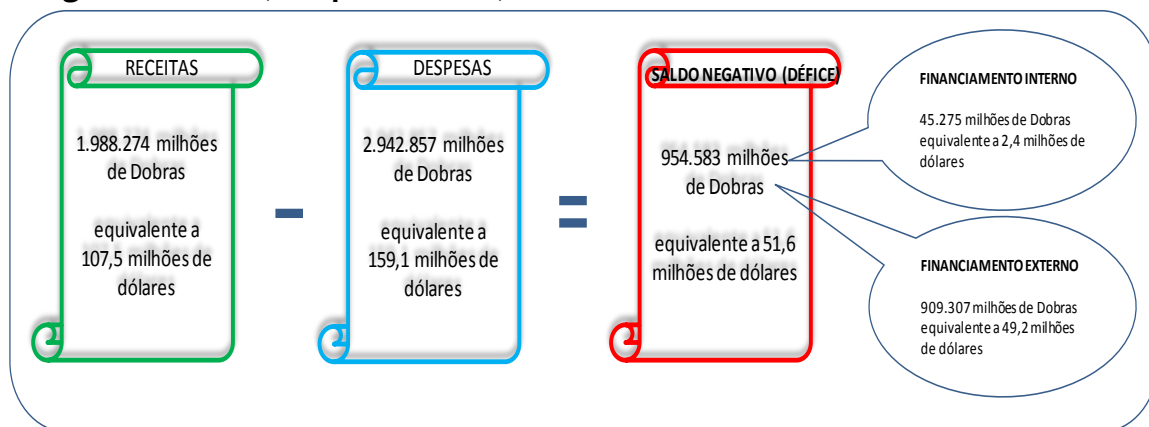 RECEITAS
1.988.274 milhões
de Dobras
equivalente a
107,5 milhões de
dólares
-
DESPESAS
2.942.857 milhões
de Dobras
equivalente a
159,1 milhões de
dólares
=
SALDO NEGATIVO (DÉFICE)
954.583 milhões
de Dobras
equivalente a 51,6
milhões de dólares
FINANCIAMENTO INTERNO
45.275 milhões de Dobras
equivalente a 2,4 milhões de
dólares
FINANCIAMENTO EXTERNO
909.307 milhões de Dobras
equivalente a 49,2 milhões
de dólares